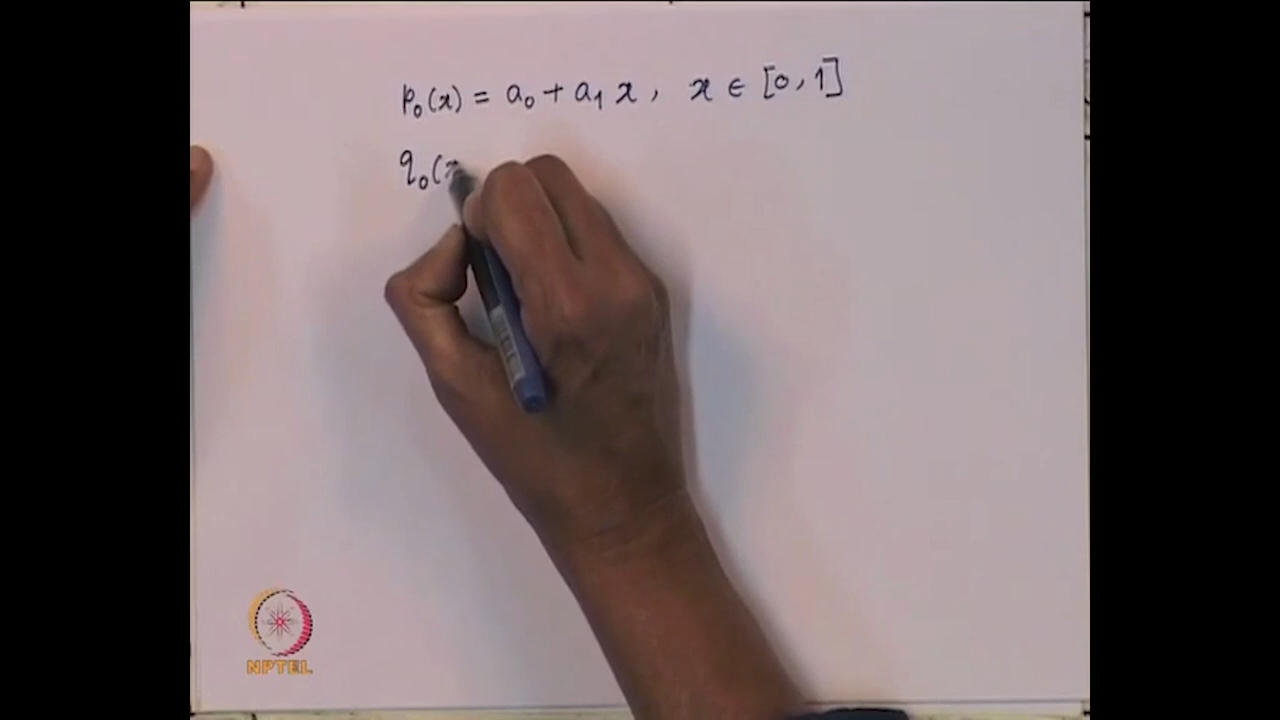 p₀(x) = a₀ + a₁ x , x ∈ [0, 1]
q₀(x
NPTEL